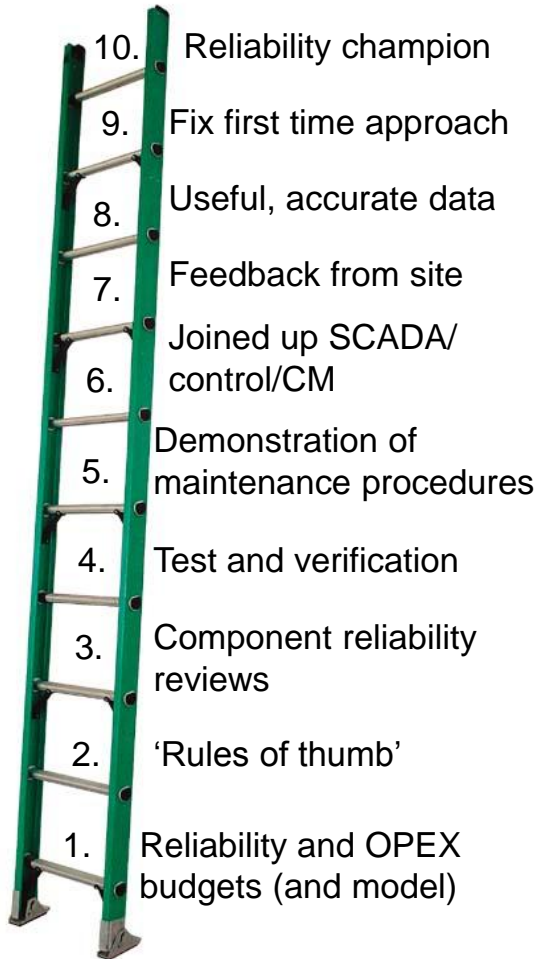 10. Reliability champion
9. Fix first time approach
8. Useful, accurate data
7. Feedback from site
6. Joined up SCADA/
control/CM
5. Demonstration of
maintenance procedures
4. Test and verification
3. Component reliability
reviews
2. ‘Rules of thumb’
1. Reliability and OPEX
budgets (and model)